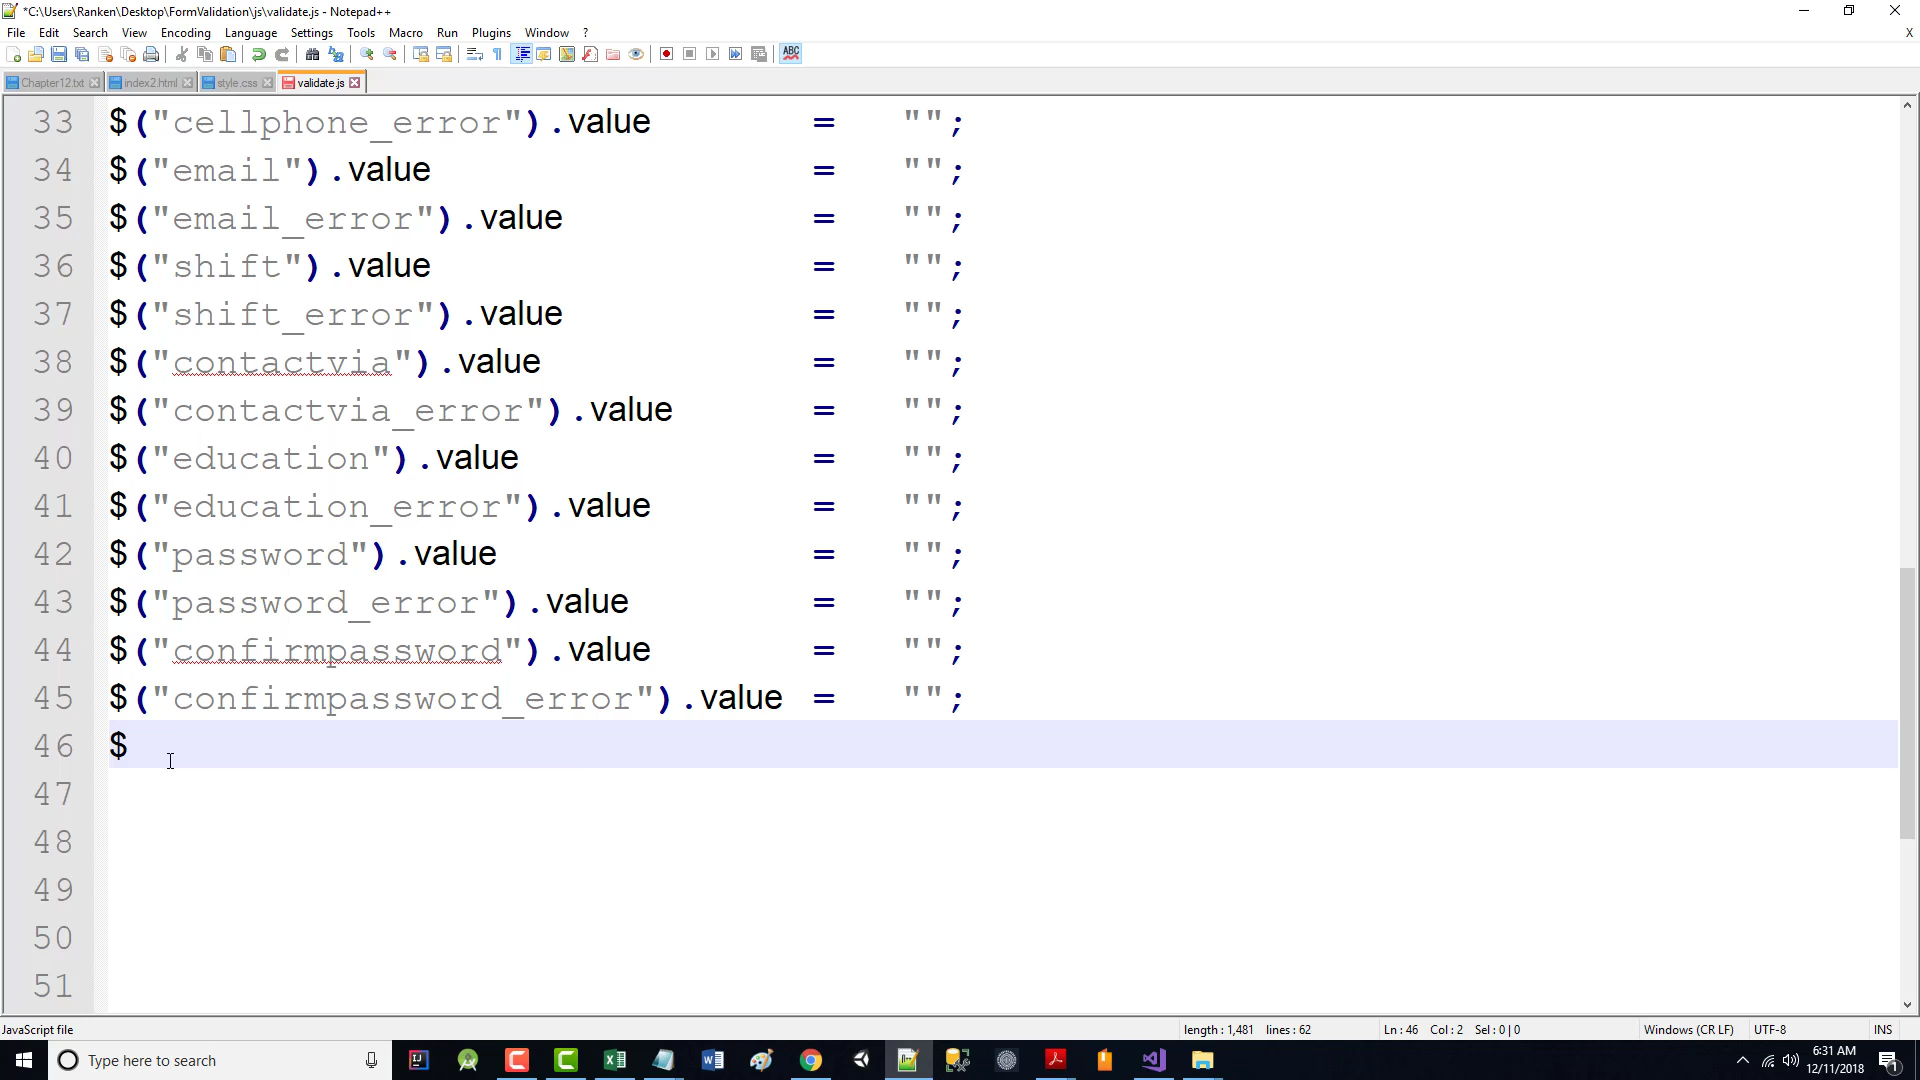 *C:\Users\Ranken\Desktop\FormValidation\js\validate.js - Notepad++
File Edit Search View Encoding Language Settings Tools Macro Run Plugins Window ? X
ABC
Chapter12.txt index2.html style.css validate.js
33 $("cellphone_error").value = "";
34 $("email").value = "";
35 $("email_error").value = "";
36 $("shift").value = "";
37 $("shift_error").value = "";
38 $("contactvia").value = "";
39 $("contactvia_error").value = "";
40 $("education").value = "";
41 $("education_error").value = "";
42 $("password").value = "";
43 $("password_error").value = "";
44 $("confirmpassword").value = "";
45 $("confirmpassword_error").value = "";
46 $
47
48
49
50
51
JavaScript file length : 1,481 lines : 62 Ln : 46 Col : 2 Sel : 0 | 0 Windows (CR LF) UTF-8 INS
Type here to search
6:31 AM
12/11/2018
1